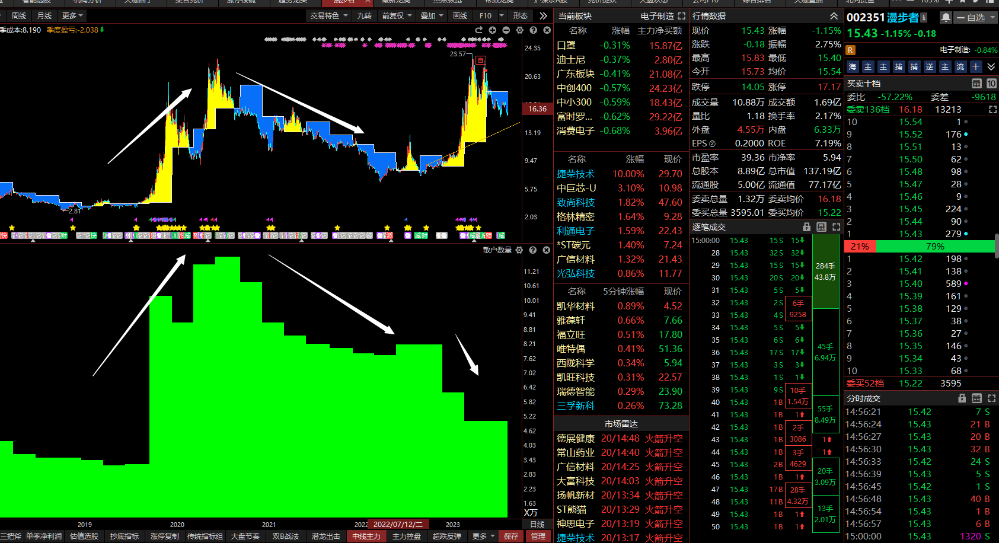 周线 月线 更多 交易特色 九转 前复权 叠加 画线 F10 形态
季成本:8.190 季度盈亏:-2.038
23.57
2.81
24.35
20.63
16.36
13.19
9.47
5.75
2.03
散户数量
11.21
10.61
10.01
9.41
8.81
8.21
7.62
7.02
6.42
5.82
5.22
4.62
4.03
3.43
2.83
2.23
1.63
X万
2019 2020 2021 2022 2022/07/12/二 2023 日线
三把斧 单季净利润 估值选股 抄底指标 涨停复制 传统指标组 大盘节奏 双B战法 潜龙出击 中线主力 主力控盘 超跌反弹 更多 保存 管理
当前板块 电子制造
名称 涨幅 主力净买额
口罩 -0.31% 15.87亿
迪士尼 -0.37% 2.80亿
广东板块 -0.41% 21.08亿
中创400 -0.57% 24.23亿
中小300 -0.59% 18.43亿
富时罗... -0.62% 29.22亿
消费电子 -0.68% 3.96亿
名称 涨幅 现价
捷荣技术 10.00% 29.70
中巨芯-U 3.10% 10.98
致尚科技 1.82% 47.60
格林精密 1.64% 9.28
利通电子 1.59% 22.43
*ST碳元 1.40% 7.24
广信材料 1.32% 21.43
光弘科技 0.86% 11.77
名称 5分钟涨幅 现价
凯华材料 0.89% 4.52
雅葆轩 0.66% 7.66
福立旺 0.51% 17.80
唯特偶 0.41% 51.36
西陇科学 0.34% 5.94
凯旺科技 0.31% 22.57
瑞德智能 0.29% 23.90
三孚新科 0.26% 73.28
市场雷达
德展健康 20/14:48 火箭升空
常山药业 20/14:40 火箭升空
广信材料 20/14:25 火箭升空
大富科技 20/14:03 火箭升空
扬帆新材 20/13:34 火箭升空
ST熊猫 20/13:29 火箭升空
神思电子 20/13:19 火箭升空
捷荣技术 20/13:17 火箭升空
行情数据
现价 15.43 涨幅 -1.15%
涨跌 -0.18 振幅 2.75%
最高 15.83 最低 15.40
今开 15.73 均价 15.54
跌停 14.05 涨停 17.17
成交量 10.88万 成交额 1.69亿
量比 1.18 换手率 2.17%
外盘 4.55万 内盘 6.33万
EPS② 0.2000 ROE 7.19%
市盈率 39.36 市净率 5.94
总股本 8.89亿 总市值 137.19亿
流通股 5.00亿 流通值 77.17亿
委卖总量 1.32万 委卖均价 16.18
委买总量 3595.01 委买均价 15.22
逐笔成交
15:00:00 15.43 15 S 15
28 15.43 32 S 32
29 15.43 15 S 15
30 15.43 20 S 20
31 15.43 5 S 5
32 15.43 2 S
33 15.43 4 S
34 15.43 5 S 5
35 15.43 6 S 6
36 15.43 17 S 17
37 15.43 3 S 3
38 15.43 1 S 1
39 15.43 9 S
40 15.43 1 B
41 15.43 1 B 1
42 15.43 1 B
43 15.43 1 B
44 15.43 1 B
45 15.43 2 B
46 15.43 1 B 1
47 15.43 17 B
48 15.43 11 B
49 15.43 1 B 1
50 15.43 1 B 1
6手
9258
10手
1.54万
2手
3086
3手
4629
28手
4.32万
284手
43.8万
45手
6.94万
55手
8.49万
1
1
20手
3.09万
13手
2.01万
002351 漫步者 自选
15.43 -1.15% -0.18
R 电子制造: -0.84%
海 主 主 捕 捕 逆 主 流 十
买卖十档 量 10
委比 -57.22% 委差 -9618
委卖136档 16.18 13213
10 15.54 1
9 15.52 176
8 15.51 13
7 15.50 62
6 15.48 98
5 15.47 28
4 15.46 9
3 15.45 224
2 15.44 90
1 15.43 279
21% 79%
1 15.42 198
2 15.41 138
3 15.40 589
4 15.39 161
5 15.38 129
6 15.37 38
7 15.36 27
8 15.35 146
9 15.34 43
10 15.33 68
委买52档 15.22 3595
分时成交
14:56:21 15.42 7 S
14:56:24 15.43 21 B
14:56:27 15.43 20 B
14:56:30 15.43 32 B
14:56:33 15.42 24 S
14:56:39 15.43 5 S
14:56:45 15.42 1 S
14:56:48 15.43 40 B
14:56:54 15.43 1 B
14:56:57 15.43 6 B
15:00:00 15.43 1320 S